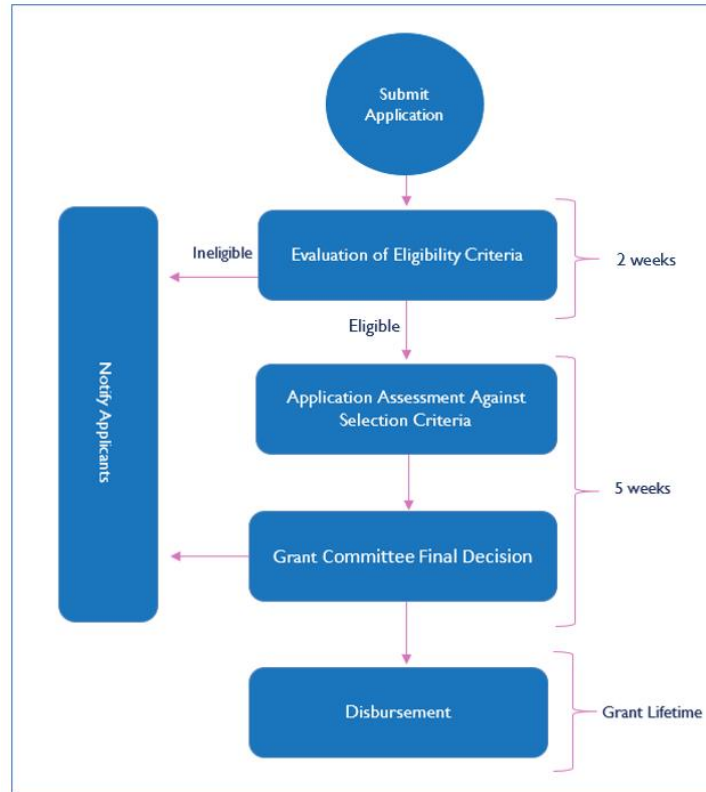 Submit
Application
Ineligible
Evaluation of Eligibility Criteria
2 weeks
Eligible
Notify Applicants
Application Assessment Against
Selection Criteria
5 weeks
Grant Committee Final Decision
Disbursement
Grant Lifetime